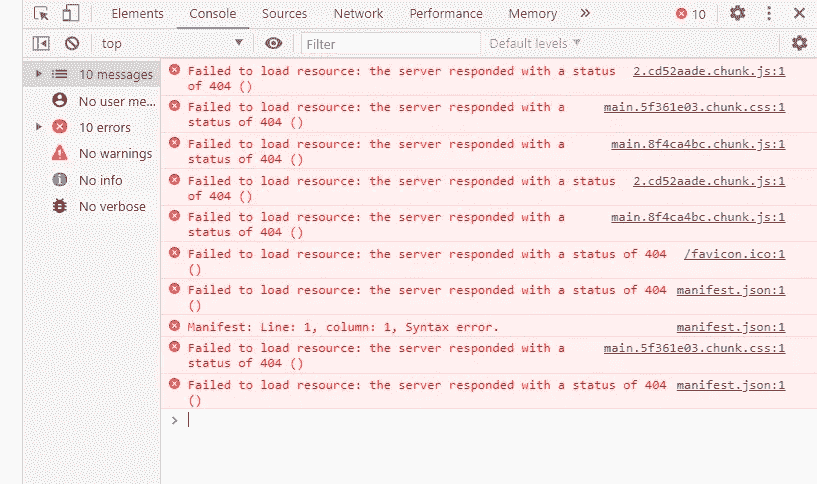 Elements Console Sources Network Performance Memory » 10
top Filter Default levels
10 messages
No user me...
10 errors
No warnings
No info
No verbose
Failed to load resource: the server responded with a status 2.cd52aade.chunk.js:1
of 404 ()
Failed to load resource: the server responded with a main.5f361e03.chunk.css:1
status of 404 ()
Failed to load resource: the server responded with a main.8f4ca4bc.chunk.js:1
status of 404 ()
Failed to load resource: the server responded with a status 2.cd52aade.chunk.js:1
of 404 ()
Failed to load resource: the server responded with a main.8f4ca4bc.chunk.js:1
status of 404 ()
Failed to load resource: the server responded with a status of 404 /favicon.ico:1
()
Failed to load resource: the server responded with a status of 404 manifest.json:1
()
Manifest: Line: 1, column: 1, Syntax error. manifest.json:1
Failed to load resource: the server responded with a main.5f361e03.chunk.css:1
status of 404 ()
Failed to load resource: the server responded with a status of 404 manifest.json:1
()
>